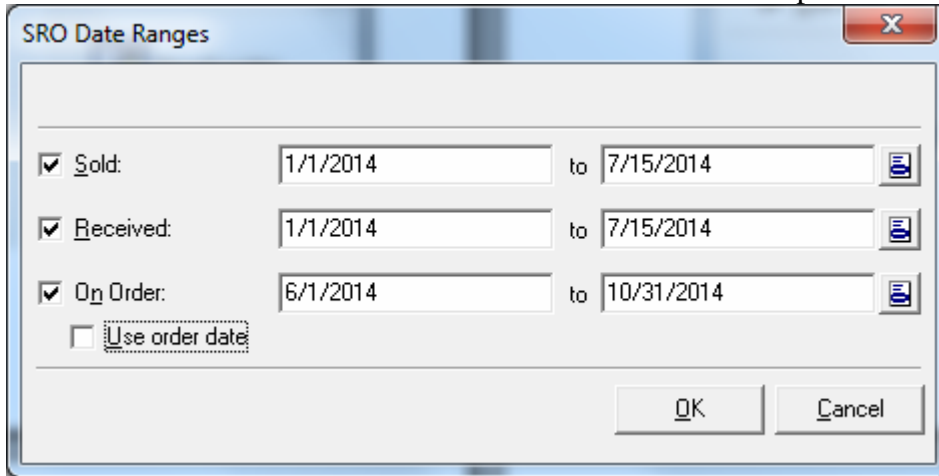 SRO Date Ranges
Sold: 1/1/2014 to 7/15/2014
Received: 1/1/2014 to 7/15/2014
On Order: 6/1/2014 to 10/31/2014
Use order date
OK Cancel